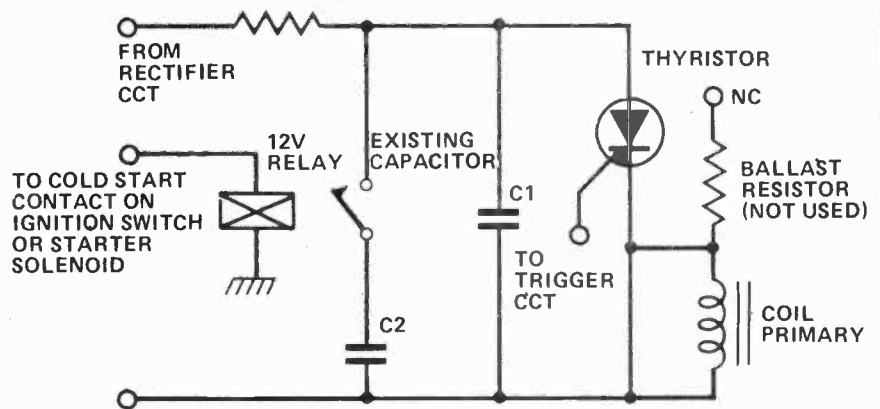 FROM
RECTIFIER
CCT
THYRISTOR
NC
12V
RELAY
EXISTING
CAPACITOR
TO COLD START
CONTACT ON
IGNITION SWITCH
OR STARTER
SOLENOID
C1
BALLAST
RESISTOR
(NOT USED)
TO
TRIGGER
CCT
C2
COIL
PRIMARY